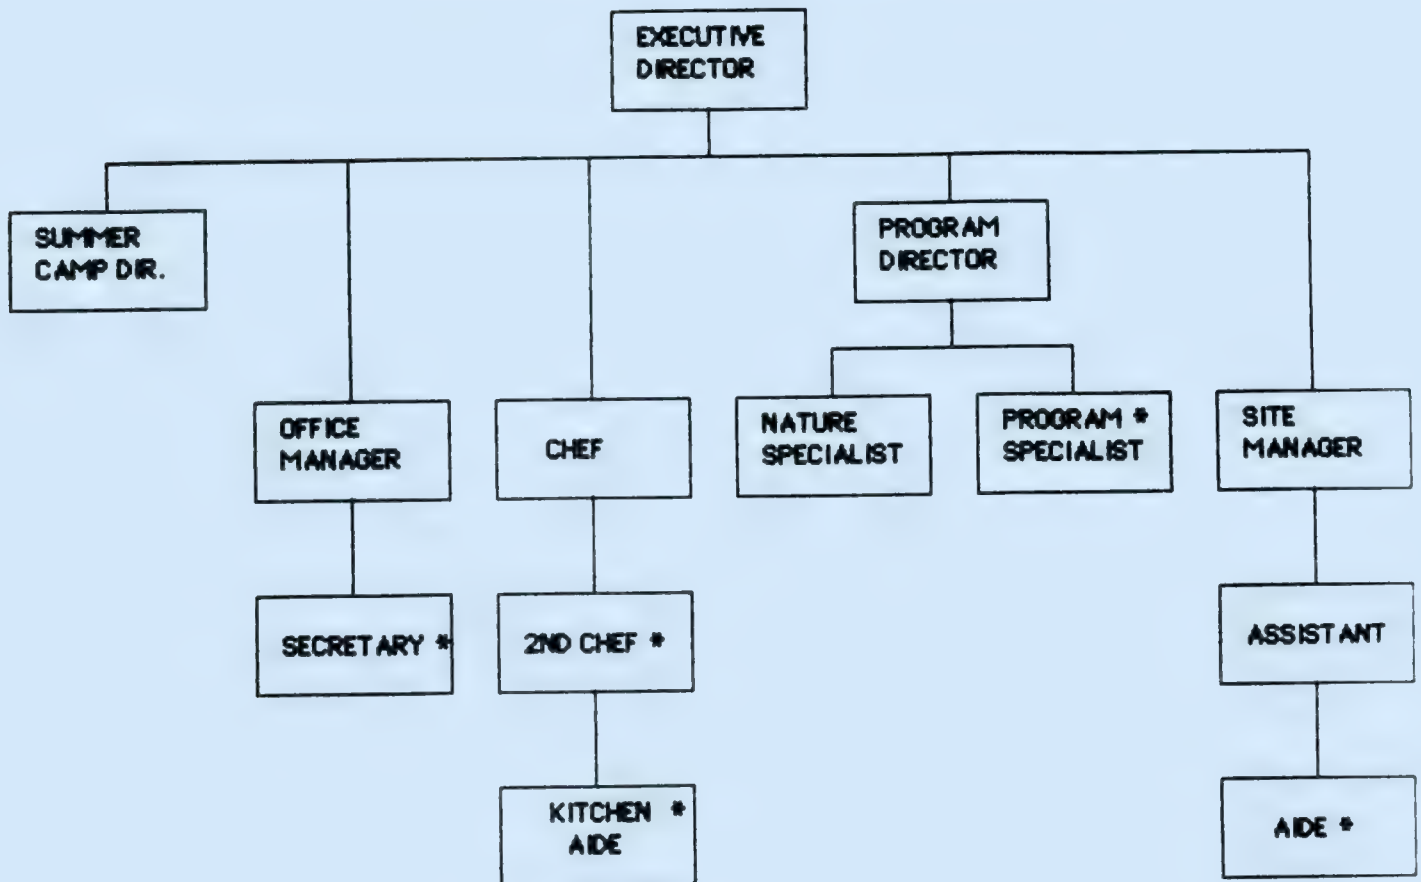 EXECUTIVE
DIRECTOR
SUMMER
CAMP DIR.
PROGRAM
DIRECTOR
OFFICE
MANAGER
CHEF
NATURE
SPECIALIST
PROGRAM *
SPECIALIST
SITE
MANAGER
SECRETARY *
2ND CHEF *
ASSISTANT
KITCHEN *
AIDE
AIDE *